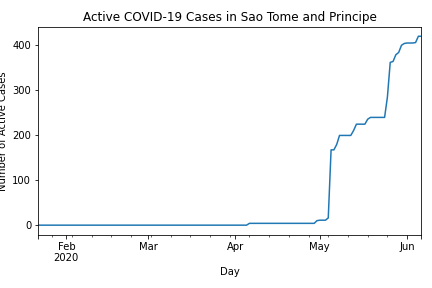 Active COVID-19 Cases in Sao Tome and Principe
Number of Active Cases
400
300
200
100
0
Feb
2020
Mar
Apr
May
Jun
Day